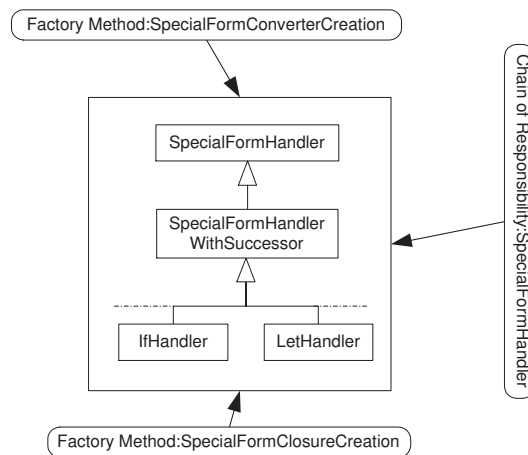 Factory Method:SpecialFormConverterCreation
SpecialFormHandler
SpecialFormHandler
WithSuccessor
IfHandler
LetHandler
Chain of Responsibility:SpecialFormHandler
Factory Method:SpecialFormClosureCreation